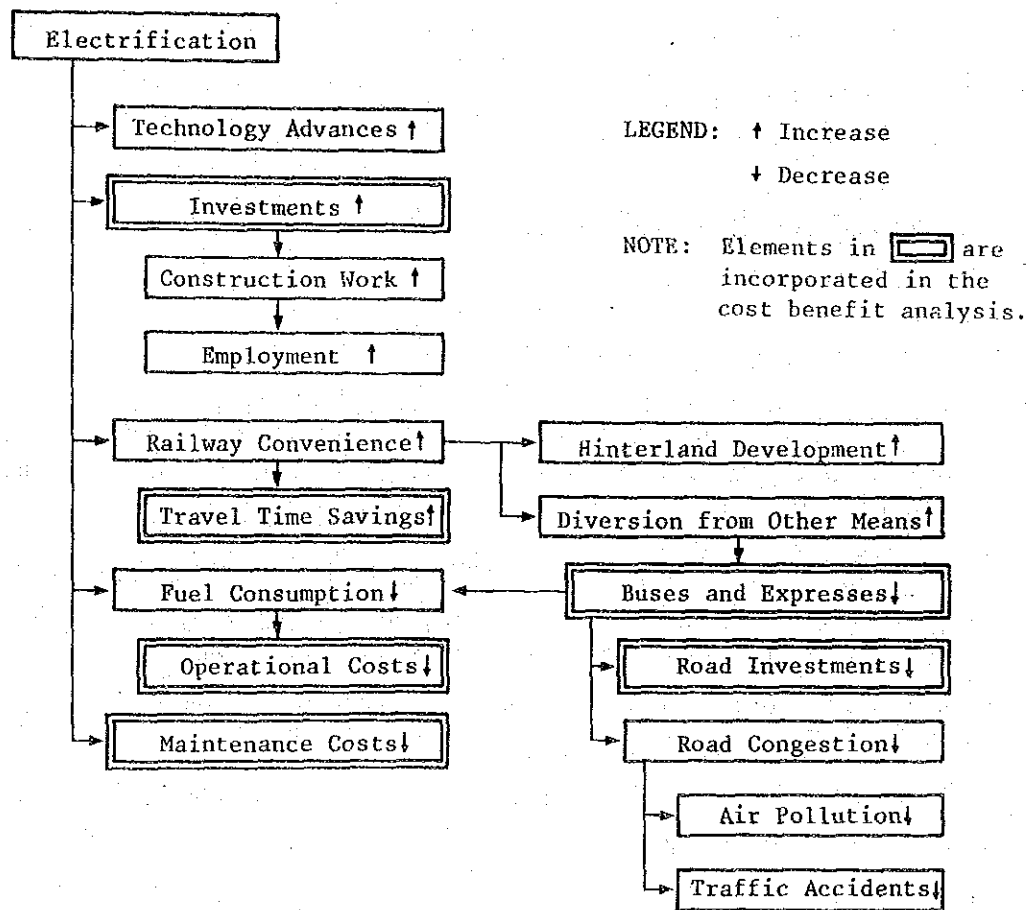 Electrification
Technology Advances ↑
Investments ↑
Construction Work ↑
Employment ↑
Railway Convenience ↑
Travel Time Savings ↑
Fuel Consumption ↓
Operational Costs ↓
Maintenance Costs ↓
LEGEND: ↑ Increase
↓ Decrease
NOTE: Elements in are
incorporated in the
cost benefit analysis.
Hinterland Development ↑
Diversion from Other Means ↑
Buses and Expresses ↓
Road Investments ↓
Road Congestion ↓
Air Pollution ↓
Traffic Accidents ↓